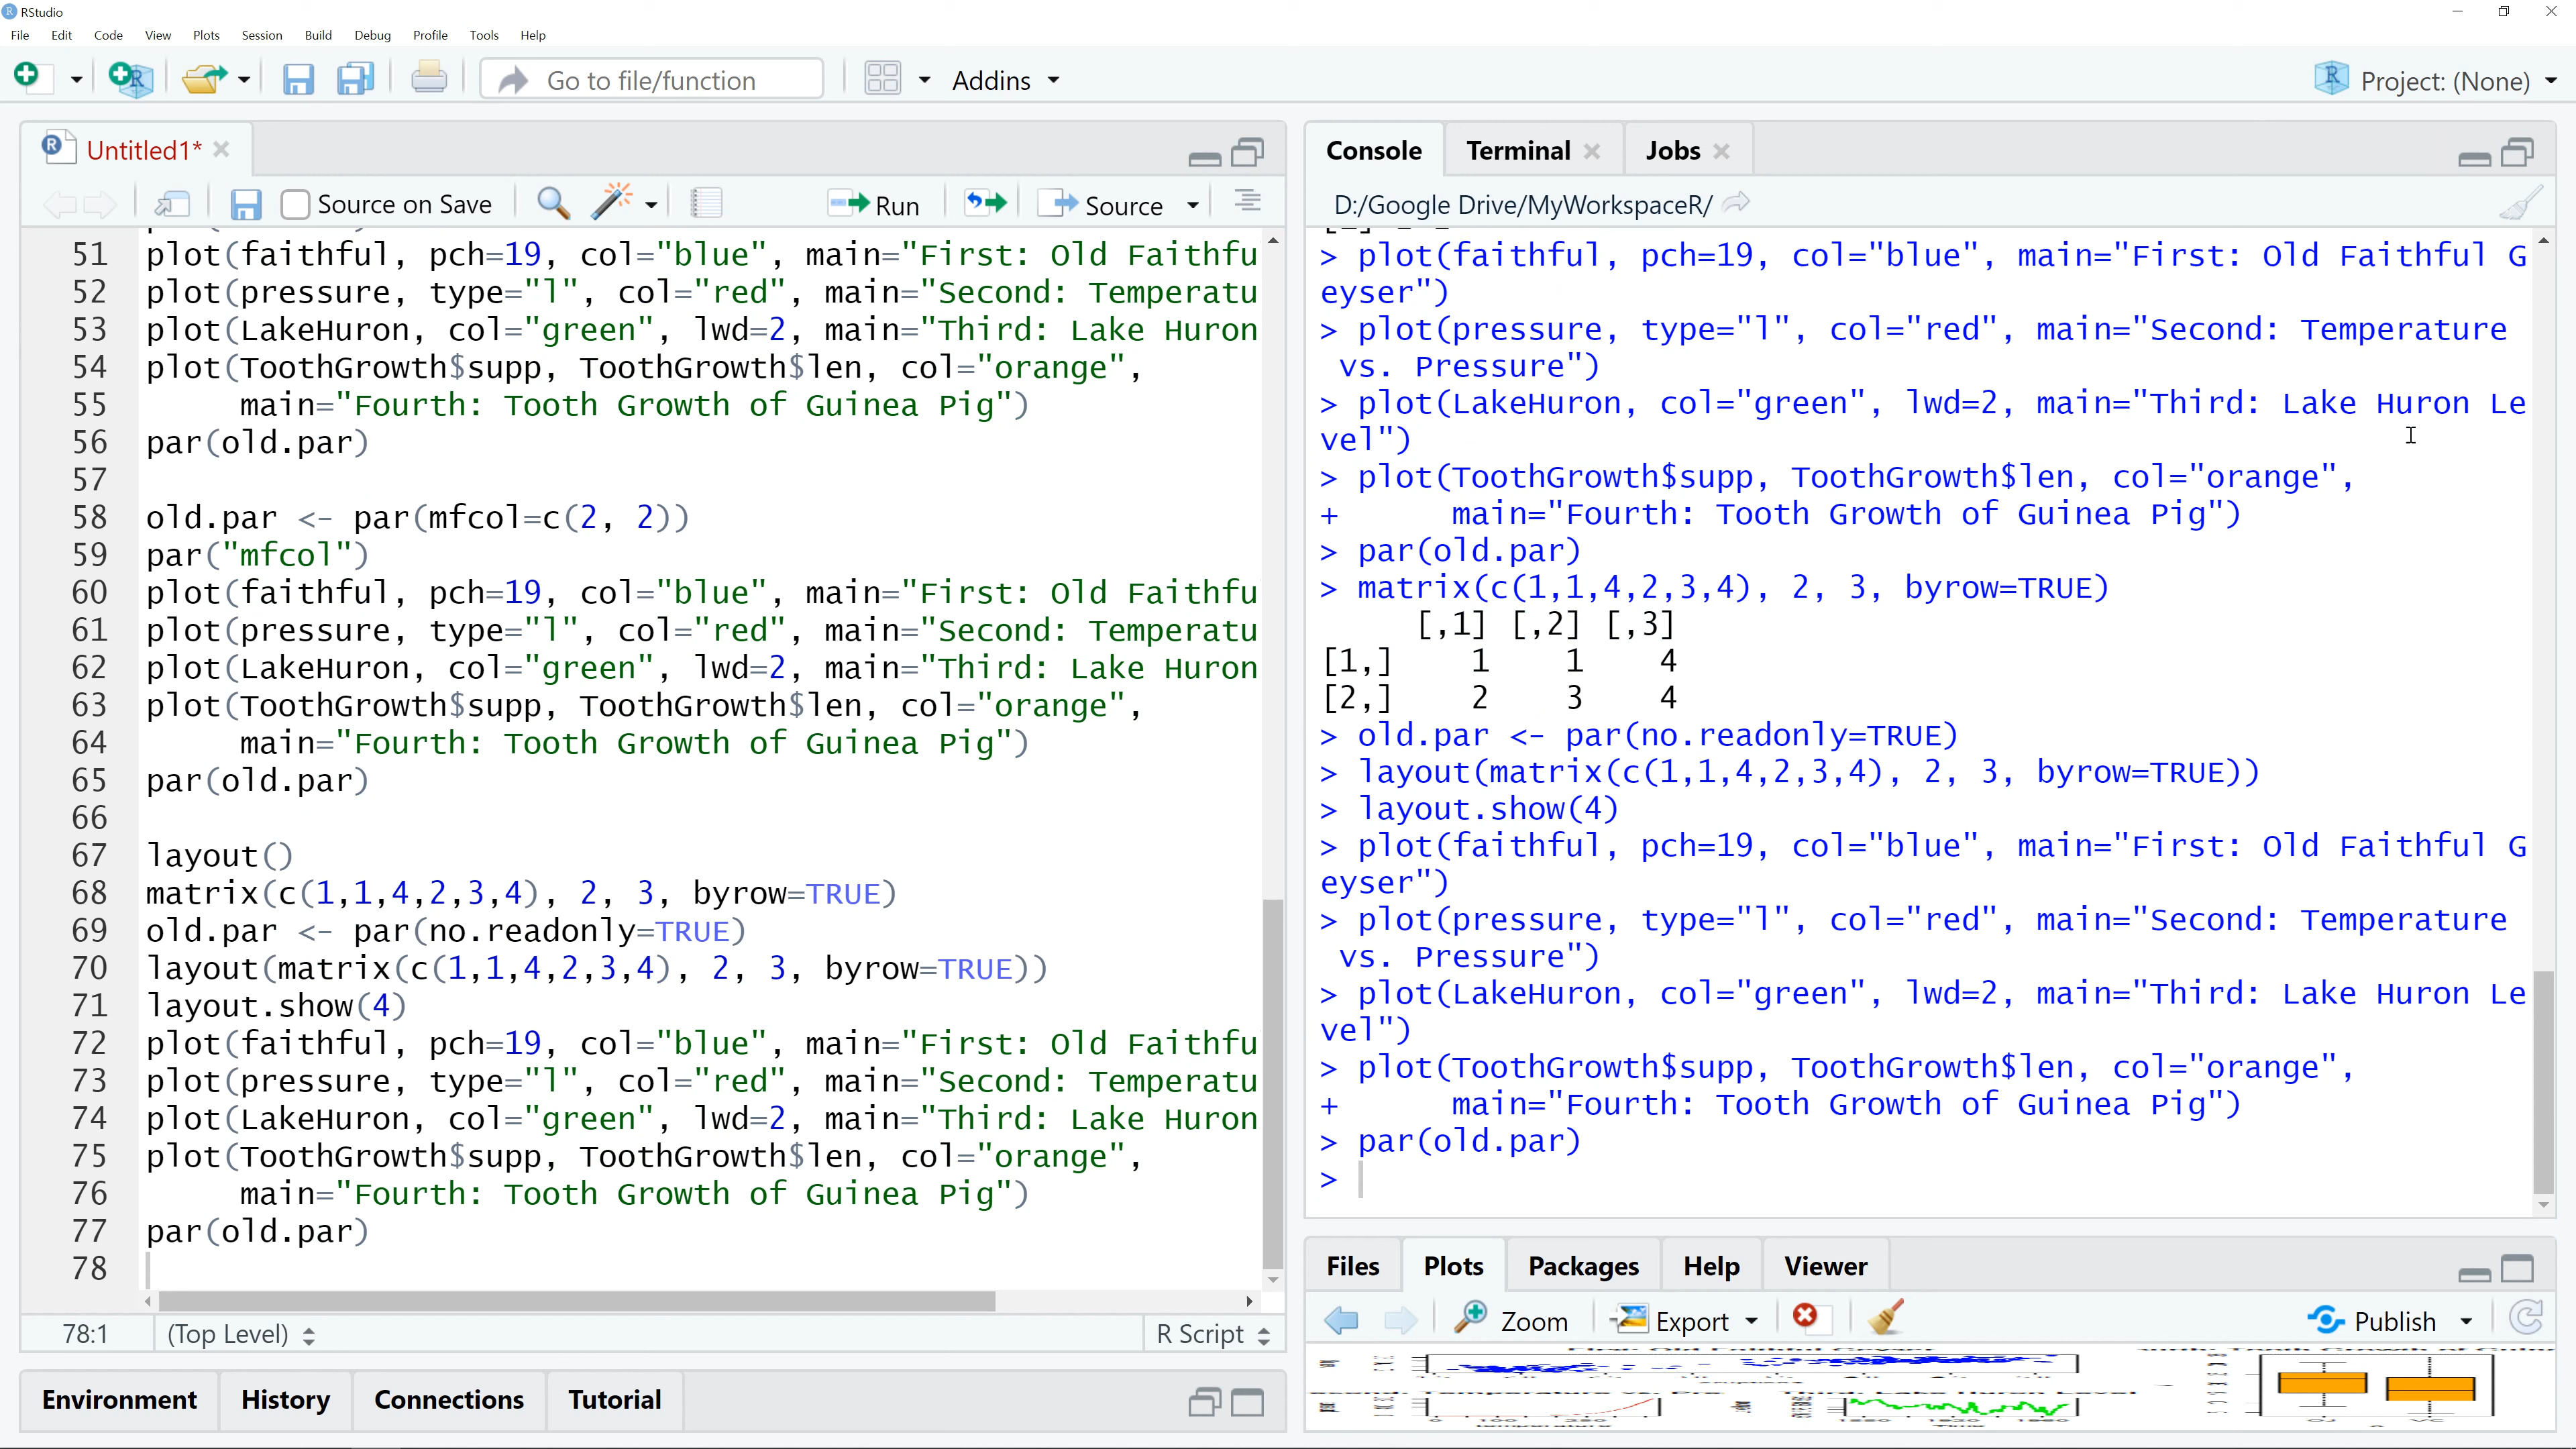 RStudio
File Edit Code View Plots Session Build Debug Profile Tools Help
Go to file/function Addins Project: (None)
Untitled1*
Source on Save Run Source
51 plot(faithful, pch=19, col="blue", main="First: Old Faithfu
52 plot(pressure, type="l", col="red", main="Second: Temperatu
53 plot(LakeHuron, col="green", lwd=2, main="Third: Lake Huron
54 plot(ToothGrowth$supp, ToothGrowth$len, col="orange",
55 main="Fourth: Tooth Growth of Guinea Pig")
56 par(old.par)
57
58 old.par <- par(mfcol=c(2, 2))
59 par("mfcol")
60 plot(faithful, pch=19, col="blue", main="First: Old Faithfu
61 plot(pressure, type="l", col="red", main="Second: Temperatu
62 plot(LakeHuron, col="green", lwd=2, main="Third: Lake Huron
63 plot(ToothGrowth$supp, ToothGrowth$len, col="orange",
64 main="Fourth: Tooth Growth of Guinea Pig")
65 par(old.par)
66
67 layout()
68 matrix(c(1,1,4,2,3,4), 2, 3, byrow=TRUE)
69 old.par <- par(no.readonly=TRUE)
70 layout(matrix(c(1,1,4,2,3,4), 2, 3, byrow=TRUE))
71 layout.show(4)
72 plot(faithful, pch=19, col="blue", main="First: Old Faithfu
73 plot(pressure, type="l", col="red", main="Second: Temperatu
74 plot(LakeHuron, col="green", lwd=2, main="Third: Lake Huron
75 plot(ToothGrowth$supp, ToothGrowth$len, col="orange",
76 main="Fourth: Tooth Growth of Guinea Pig")
77 par(old.par)
78
78:1 (Top Level) R Script
Environment History Connections Tutorial
Console Terminal Jobs
D:/Google Drive/MyWorkspaceR/
> plot(faithful, pch=19, col="blue", main="First: Old Faithful G
eyser")
> plot(pressure, type="l", col="red", main="Second: Temperature
vs. Pressure")
> plot(LakeHuron, col="green", lwd=2, main="Third: Lake Huron Le
vel")
> plot(ToothGrowth$supp, ToothGrowth$len, col="orange",
+ main="Fourth: Tooth Growth of Guinea Pig")
> par(old.par)
> matrix(c(1,1,4,2,3,4), 2, 3, byrow=TRUE)
[,1] [,2] [,3]
[1,] 1 1 4
[2,] 2 3 4
> old.par <- par(no.readonly=TRUE)
> layout(matrix(c(1,1,4,2,3,4), 2, 3, byrow=TRUE))
> layout.show(4)
> plot(faithful, pch=19, col="blue", main="First: Old Faithful G
eyser")
> plot(pressure, type="l", col="red", main="Second: Temperature
vs. Pressure")
> plot(LakeHuron, col="green", lwd=2, main="Third: Lake Huron Le
vel")
> plot(ToothGrowth$supp, ToothGrowth$len, col="orange",
+ main="Fourth: Tooth Growth of Guinea Pig")
> par(old.par)
>
Files Plots Packages Help Viewer
Zoom Export Publish